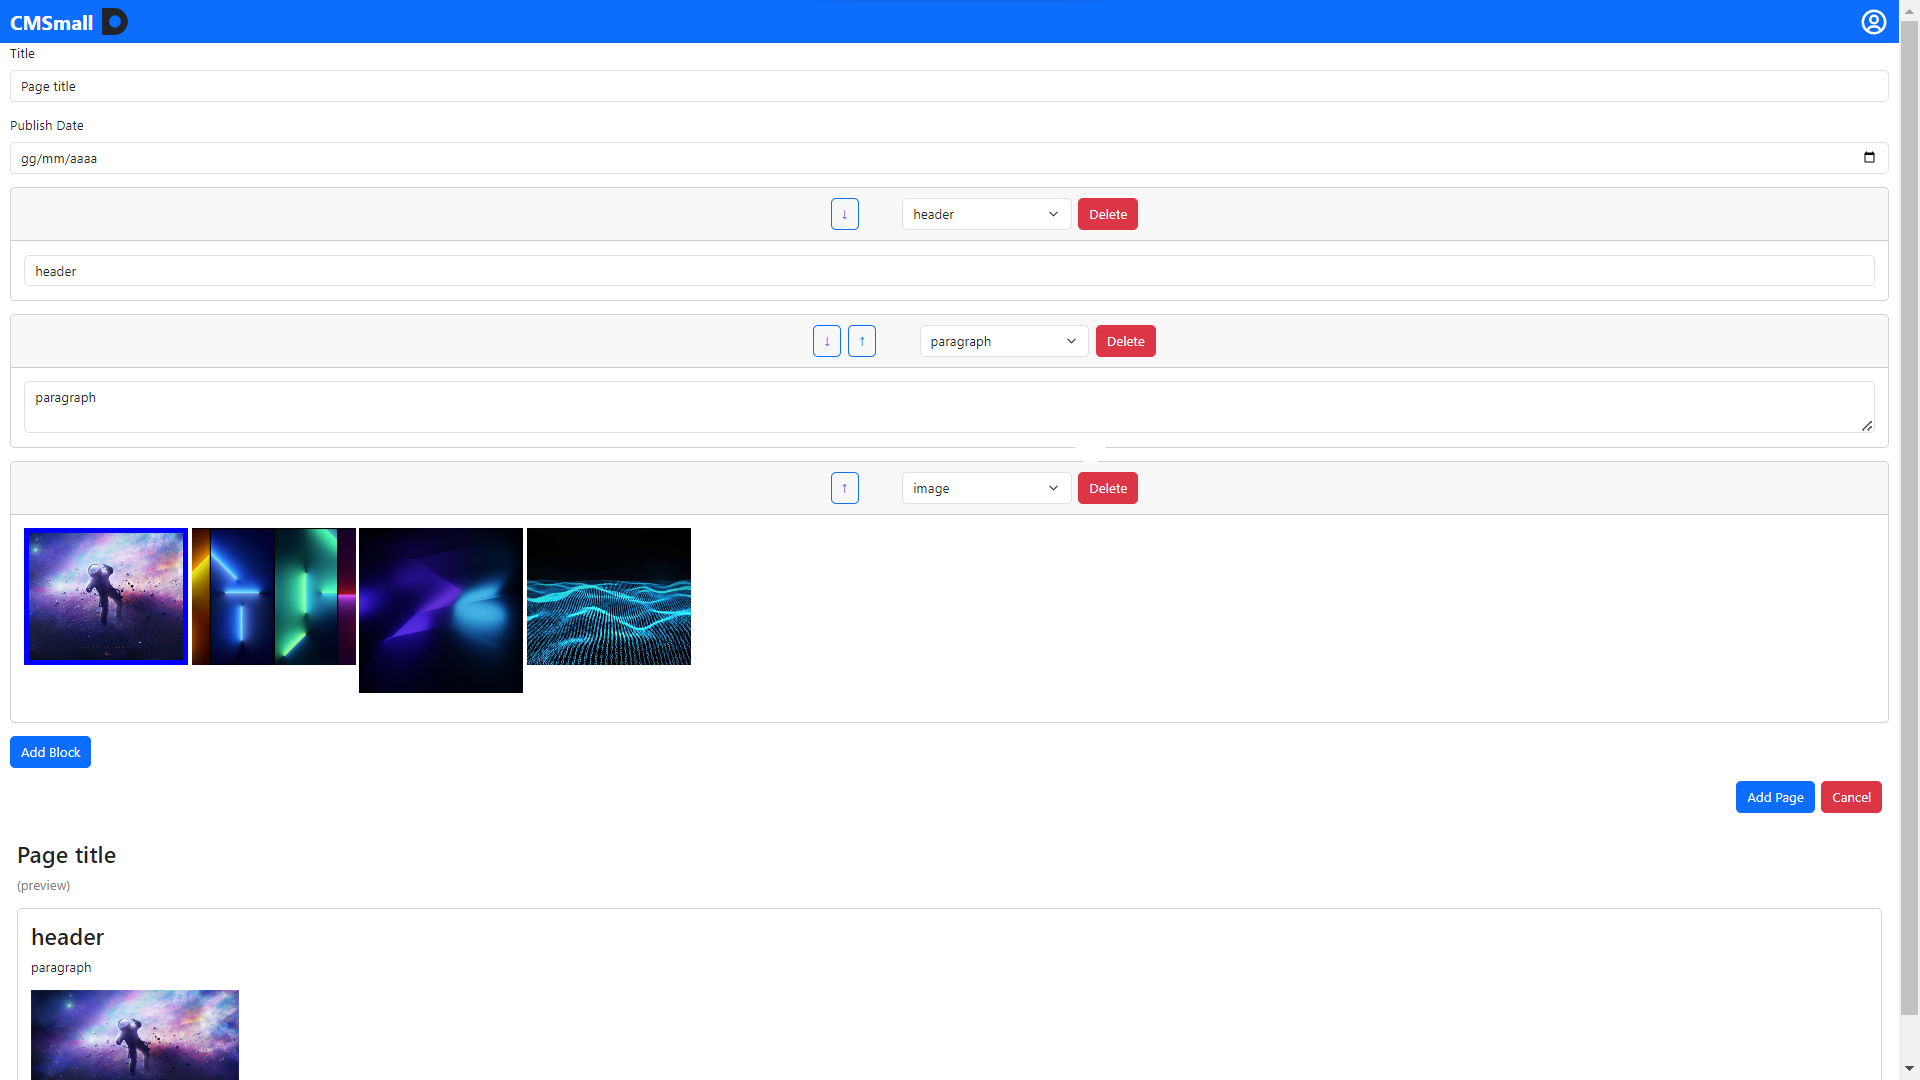 CMSmall
Title
Page title
Publish Date
gg/mm/aaaa
↓ header Delete
header
↓ ↑ paragraph Delete
paragraph
↑ image Delete
Add Block
Add Page Cancel
Page title
(preview)
header
paragraph